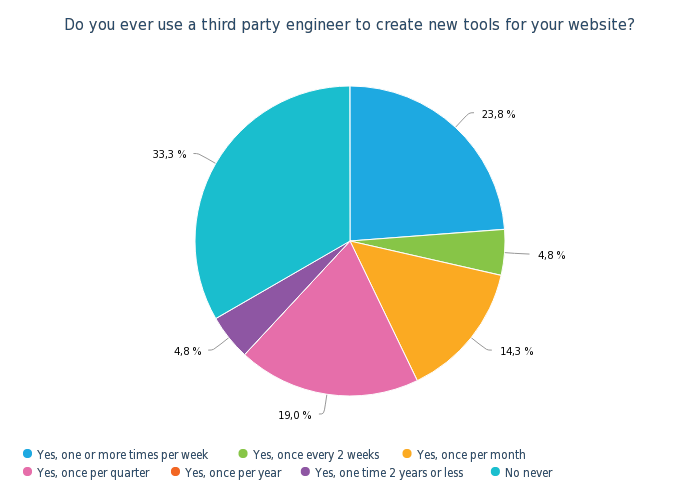 Do you ever use a third party engineer to create new tools for your website?
23,8 %
33,3 %
4,8 %
4,8 %
14,3 %
19,0 %
Yes, one or more times per week Yes, once every 2 weeks Yes, once per month
Yes, once per quarter Yes, once per year Yes, one time 2 years or less No never